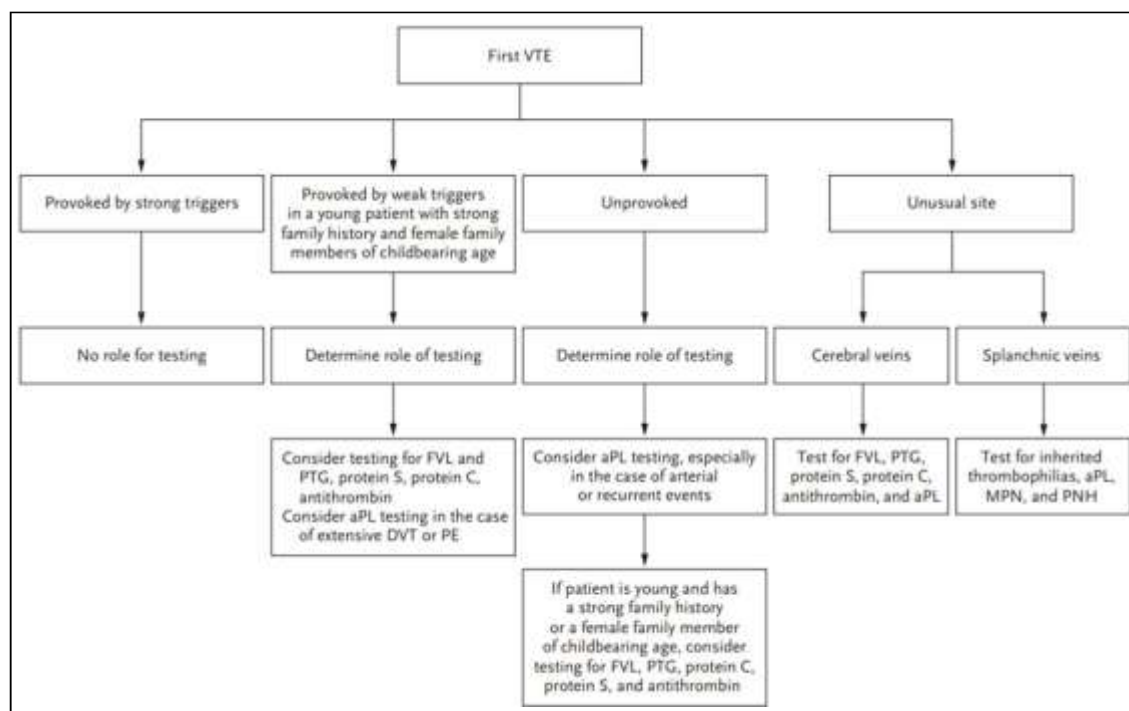 First VTE
Provoked by strong triggers
Provoked by weak triggers
in a young patient with strong
family history and female family
members of childbearing age
Unprovoked
Unusual site
No role for testing
Determine role of testing
Determine role of testing
Cerebral veins
Splanchnic veins
Consider testing for FVL and
PTG, protein S, protein C,
antithrombin
Consider aPL testing in the case
of extensive DVT or PE
Consider aPL testing, especially
in the case of arterial
or recurrent events
Test for FVL, PTG,
protein S, protein C,
antithrombin, and aPL
Test for inherited
thrombophilias, aPL,
MPN, and PNH
If patient is young and has
a strong family history
or a female family member
of childbearing age, consider
testing for FVL, PTG, protein C,
protein S, and antithrombin